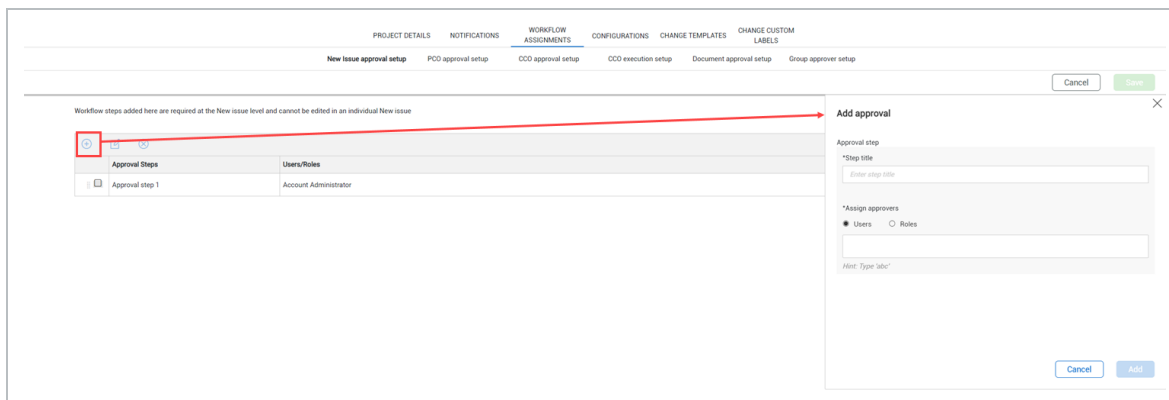 PROJECT DETAILS NOTIFICATIONS WORKFLOW ASSIGNMENTS CONFIGURATIONS CHANGE TEMPLATES CHANGE CUSTOM LABELS
New Issue approval setup PCO approval setup CCO approval setup CCO execution setup Document approval setup Group approver setup
Cancel Save
Workflow steps added here are required at the New issue level and cannot be edited in an individual New issue
Add approval
Approval step
*Step title
Enter step title
Approval Steps Users/Roles
Approval step 1 Account Administrator
*Assign approvers
Users Roles
Hint: Type 'abc'
Cancel Add